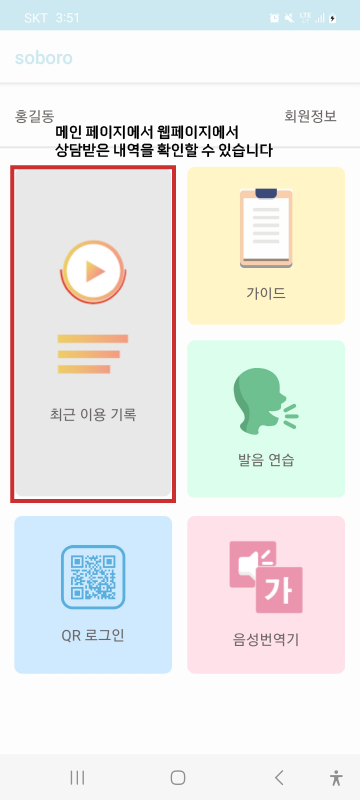 SKT 3:51
soboro
홍길동
회원정보
메인 페이지에서 웹페이지에서
상담받은 내역을 확인할 수 있습니다
최근 이용 기록
가이드
발음 연습
QR 로그인
가
음성번역기